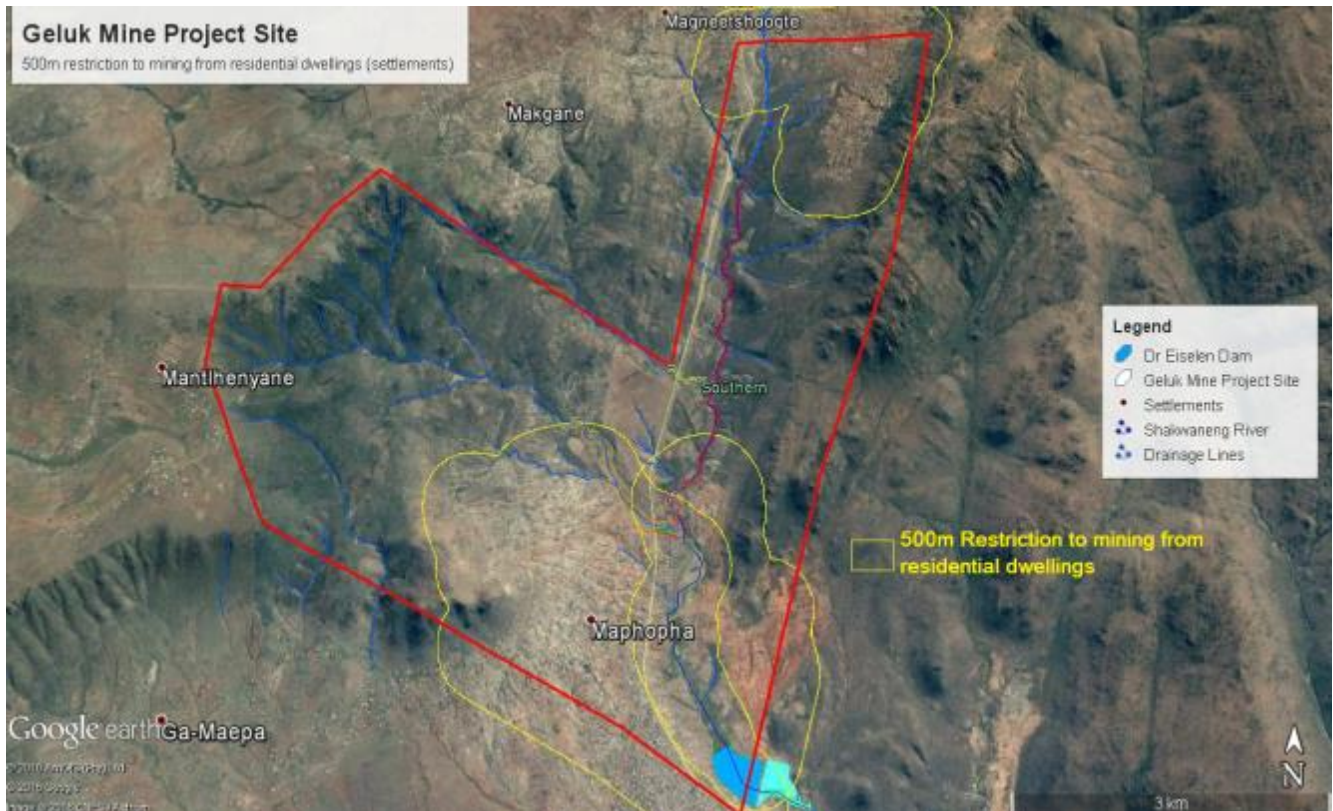 Geluk Mine Project Site
500m restriction to mining from residential dwellings (settlements)
Magneetshoogte
Makgane
Mantlhenyane
Southern
Legend
Dr Eiselen Dam
Geluk Mine Project Site
Settlements
Shakwaneng River
Drainage Lines
500m Restriction to mining from
residential dwellings
Maphopha
Google earth
Ga-Maepa
N
3 km